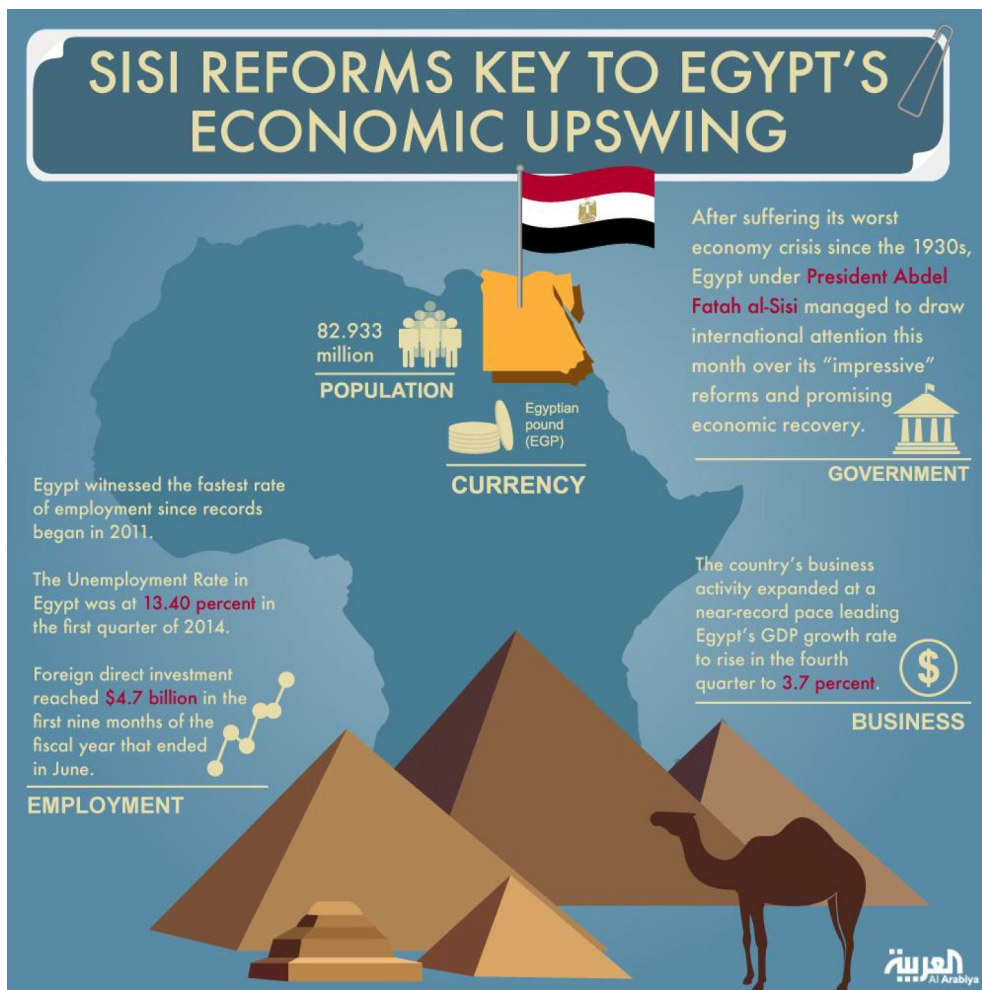 SISI REFORMS KEY TO EGYPT'S
ECONOMIC UPSWING
After suffering its worst
economy crisis since the 1930s,
Egypt under President Abdel
Fatah al-Sisi managed to draw
international attention this
month over its “impressive”
reforms and promising
economic recovery.
GOVERNMENT
82.933
million
POPULATION
Egyptian
pound
(EGP)
CURRENCY
Egypt witnessed the fastest rate
of employment since records
began in 2011.
The Unemployment Rate in
Egypt was at 13.40 percent in
the first quarter of 2014.
Foreign direct investment
reached $4.7 billion in the
first nine months of the
fiscal year that ended
in June.
EMPLOYMENT
The country's business
activity expanded at a
near-record pace leading
Egypt's GDP growth rate
to rise in the fourth
quarter to 3.7 percent.
$
BUSINESS
العربية
Al Arabiya